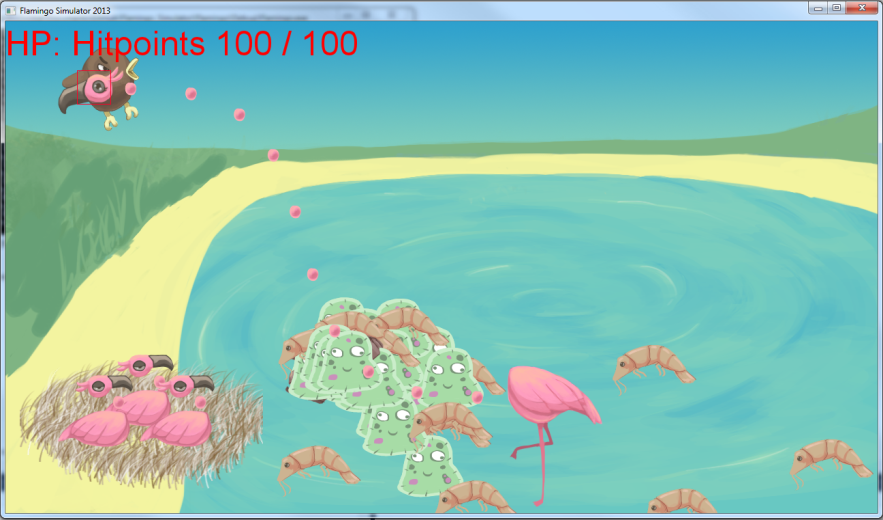 Flamingo Simulator 2013
HP: Hitpoints 100 / 100